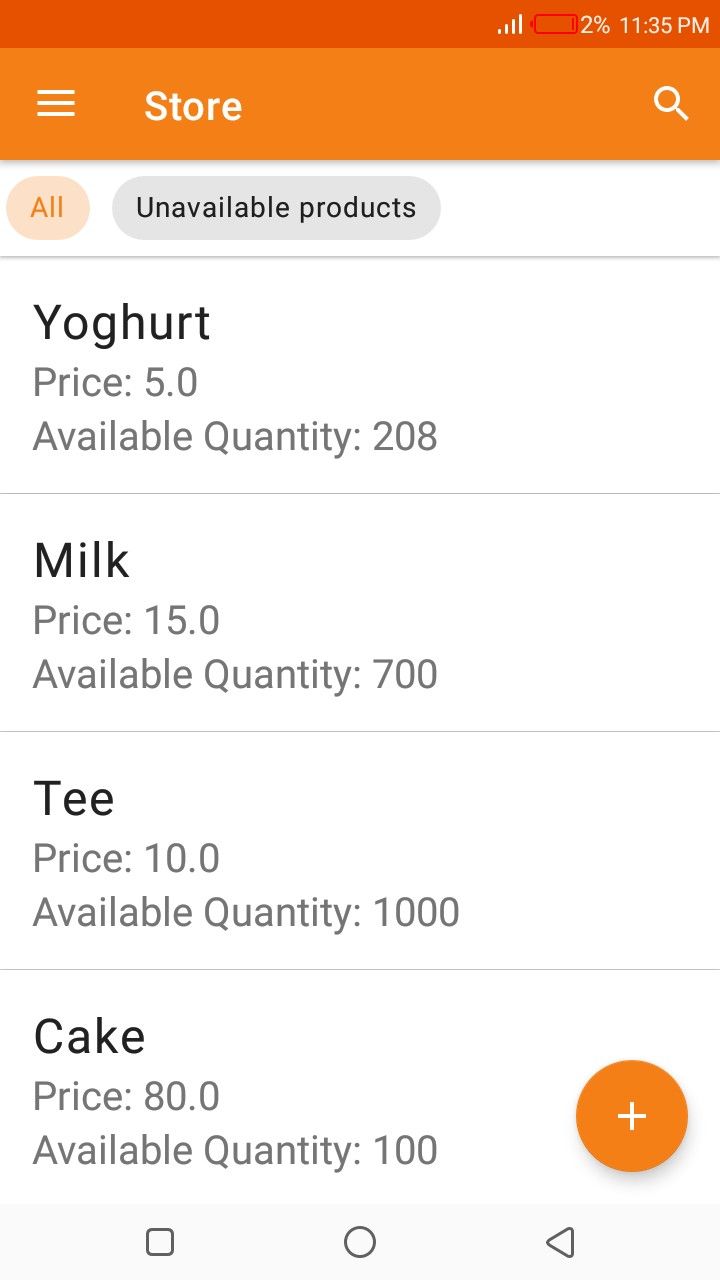 2% 11:35 PM
Store
All Unavailable products
Yoghurt
Price: 5.0
Available Quantity: 208
Milk
Price: 15.0
Available Quantity: 700
Tee
Price: 10.0
Available Quantity: 1000
Cake
Price: 80.0
Available Quantity: 100